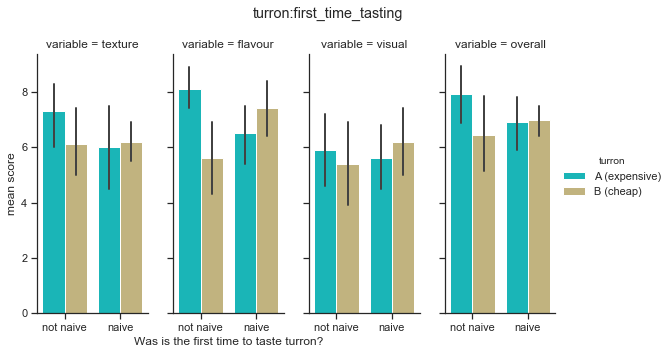 turron:first_time_tasting
variable = texture
variable = flavour
variable = visual
variable = overall
mean score
8
6
4
2
0
not naive
naive
not naive
naive
not naive
naive
not naive
naive
Was is the first time to taste turron?
turron
A (expensive)
B (cheap)